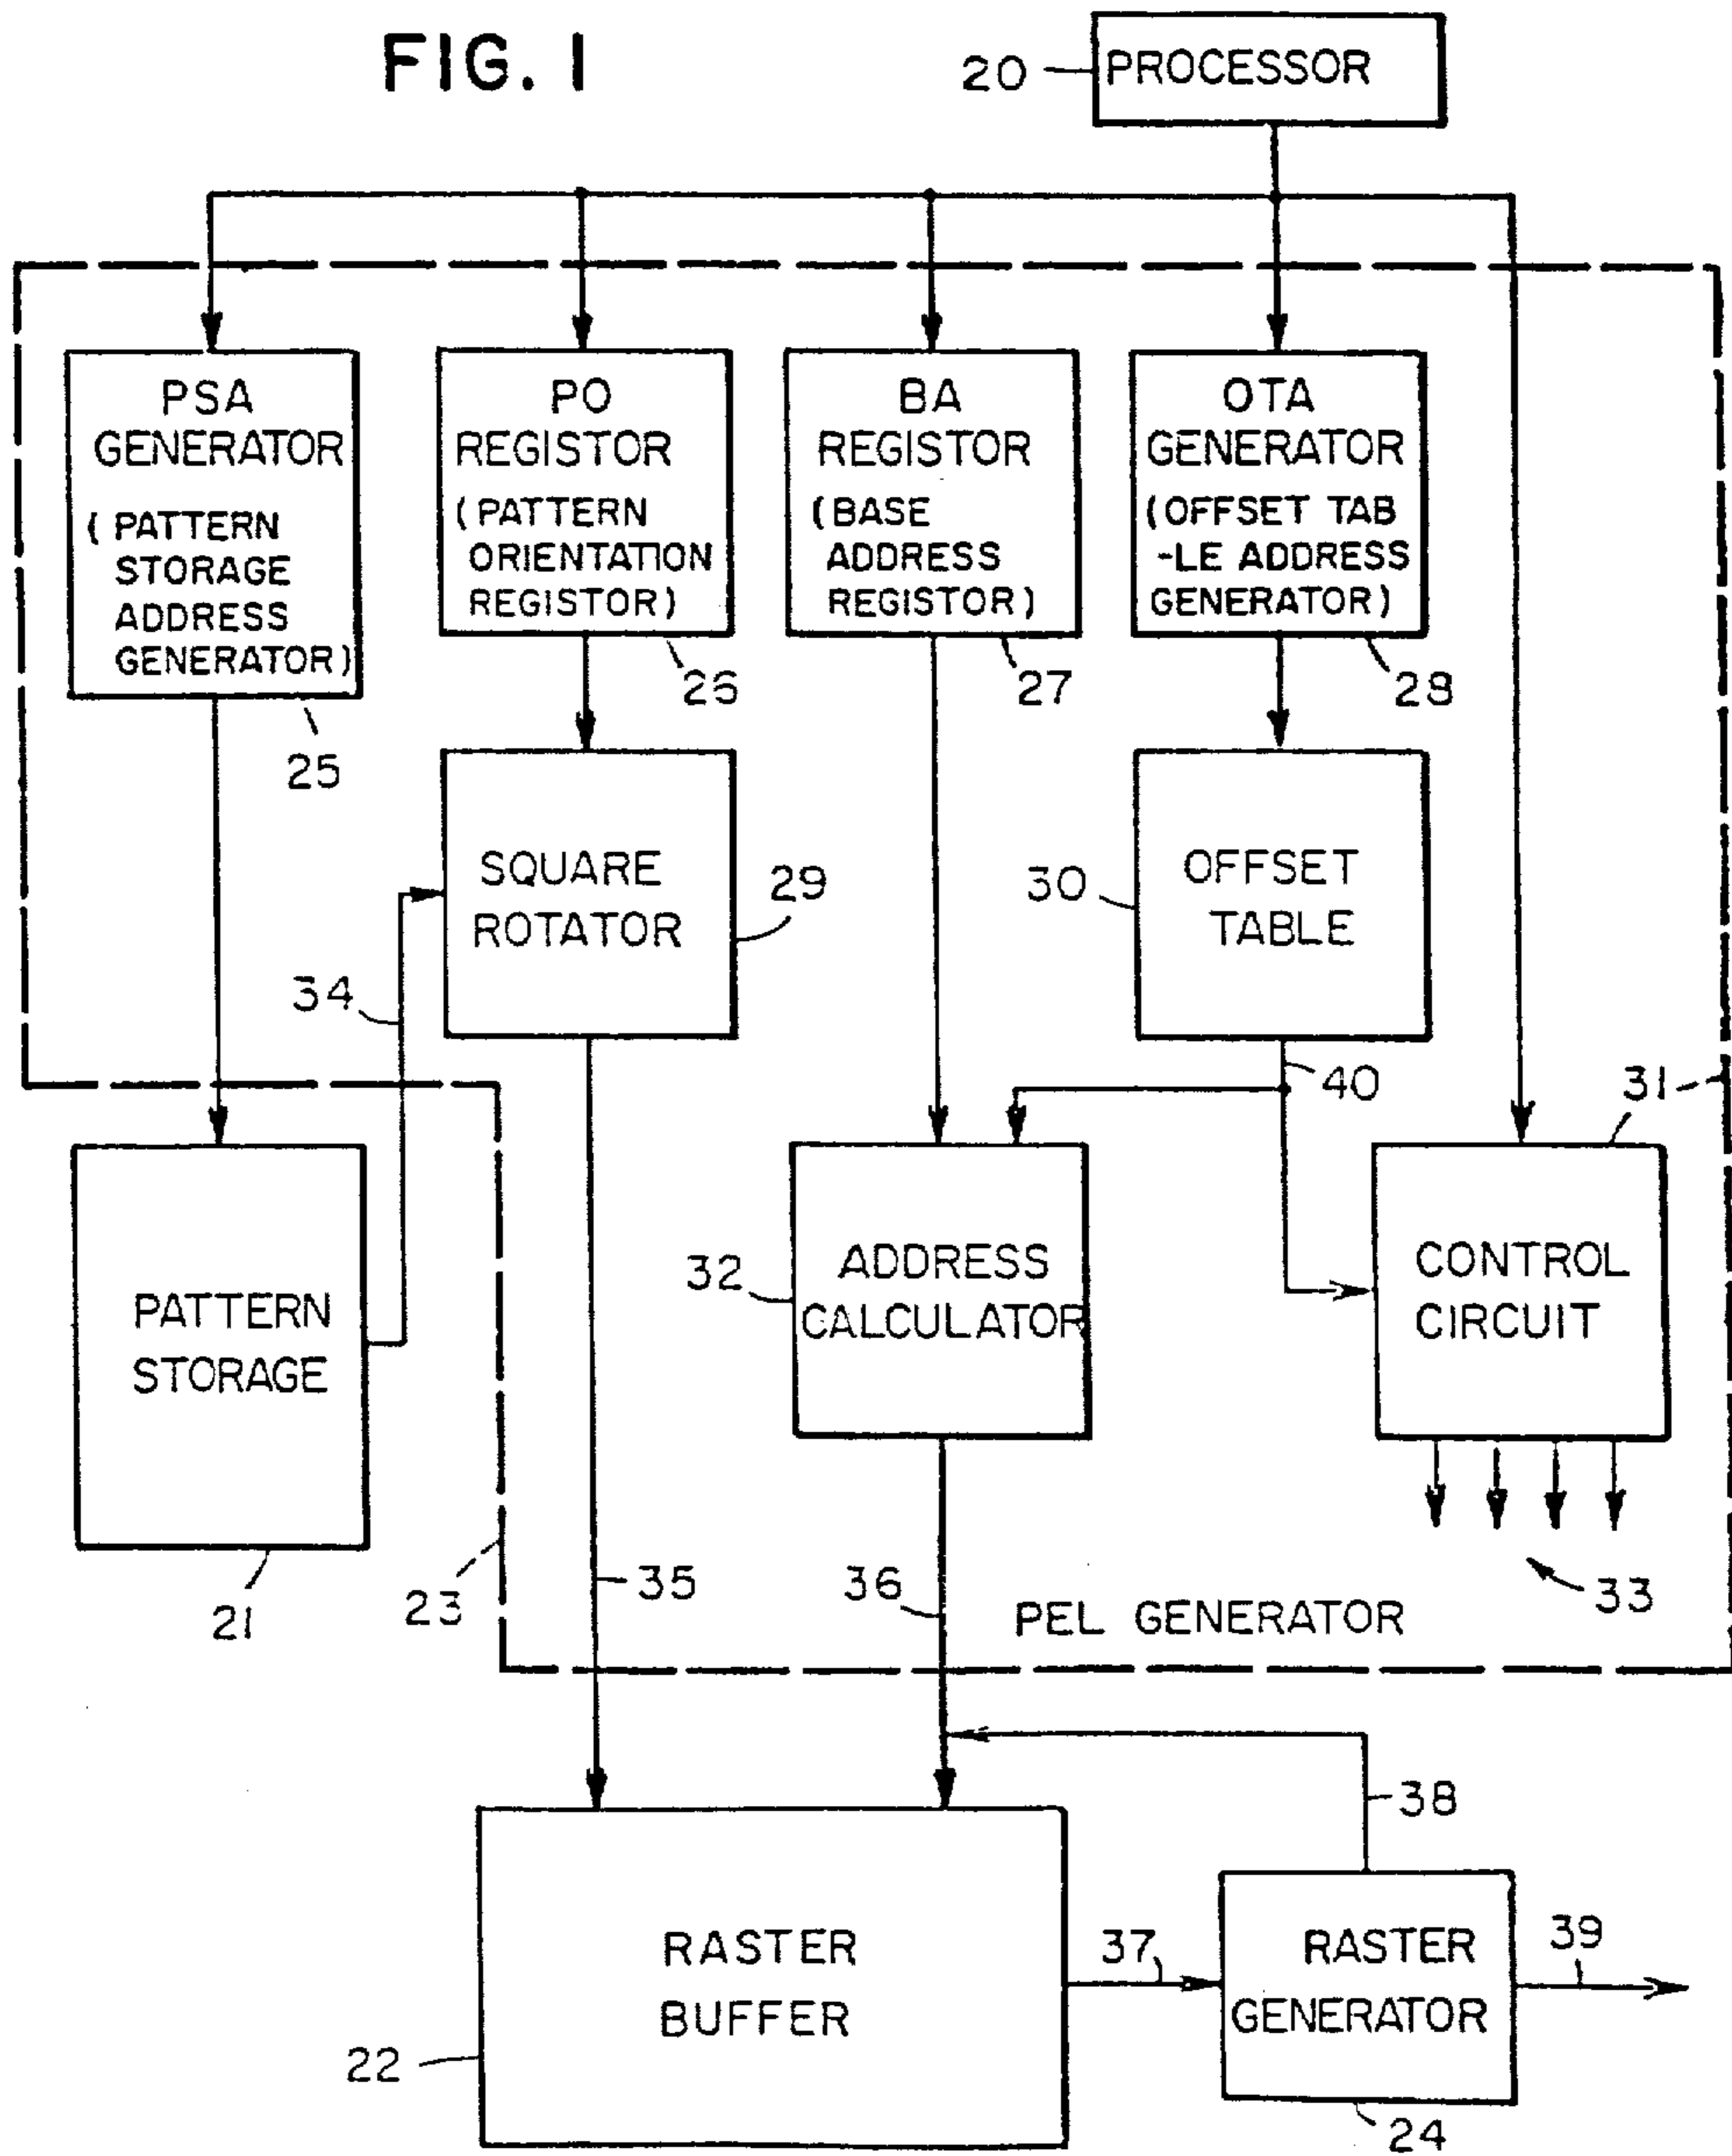 FIG. 1
20
PROCESSOR
PSA
GENERATOR
( PATTERN
STORAGE
ADDRESS
GENERATOR)
25
PO
REGISTOR
(PATTERN
ORIENTATION
REGISTOR)
26
BA
REGISTOR
(BASE
ADDRESS
REGISTOR)
27
OTA
GENERATOR
(OFFSET TAB
-LE ADDRESS
GENERATOR)
28
SQUARE
ROTATOR
29
30
OFFSET
TABLE
34
40
31
PATTERN
STORAGE
21
32
ADDRESS
CALCULATOR
CONTROL
CIRCUIT
23
35
36
33
PEL GENERATOR
38
RASTER
BUFFER
22
37
RASTER
GENERATOR
39
24